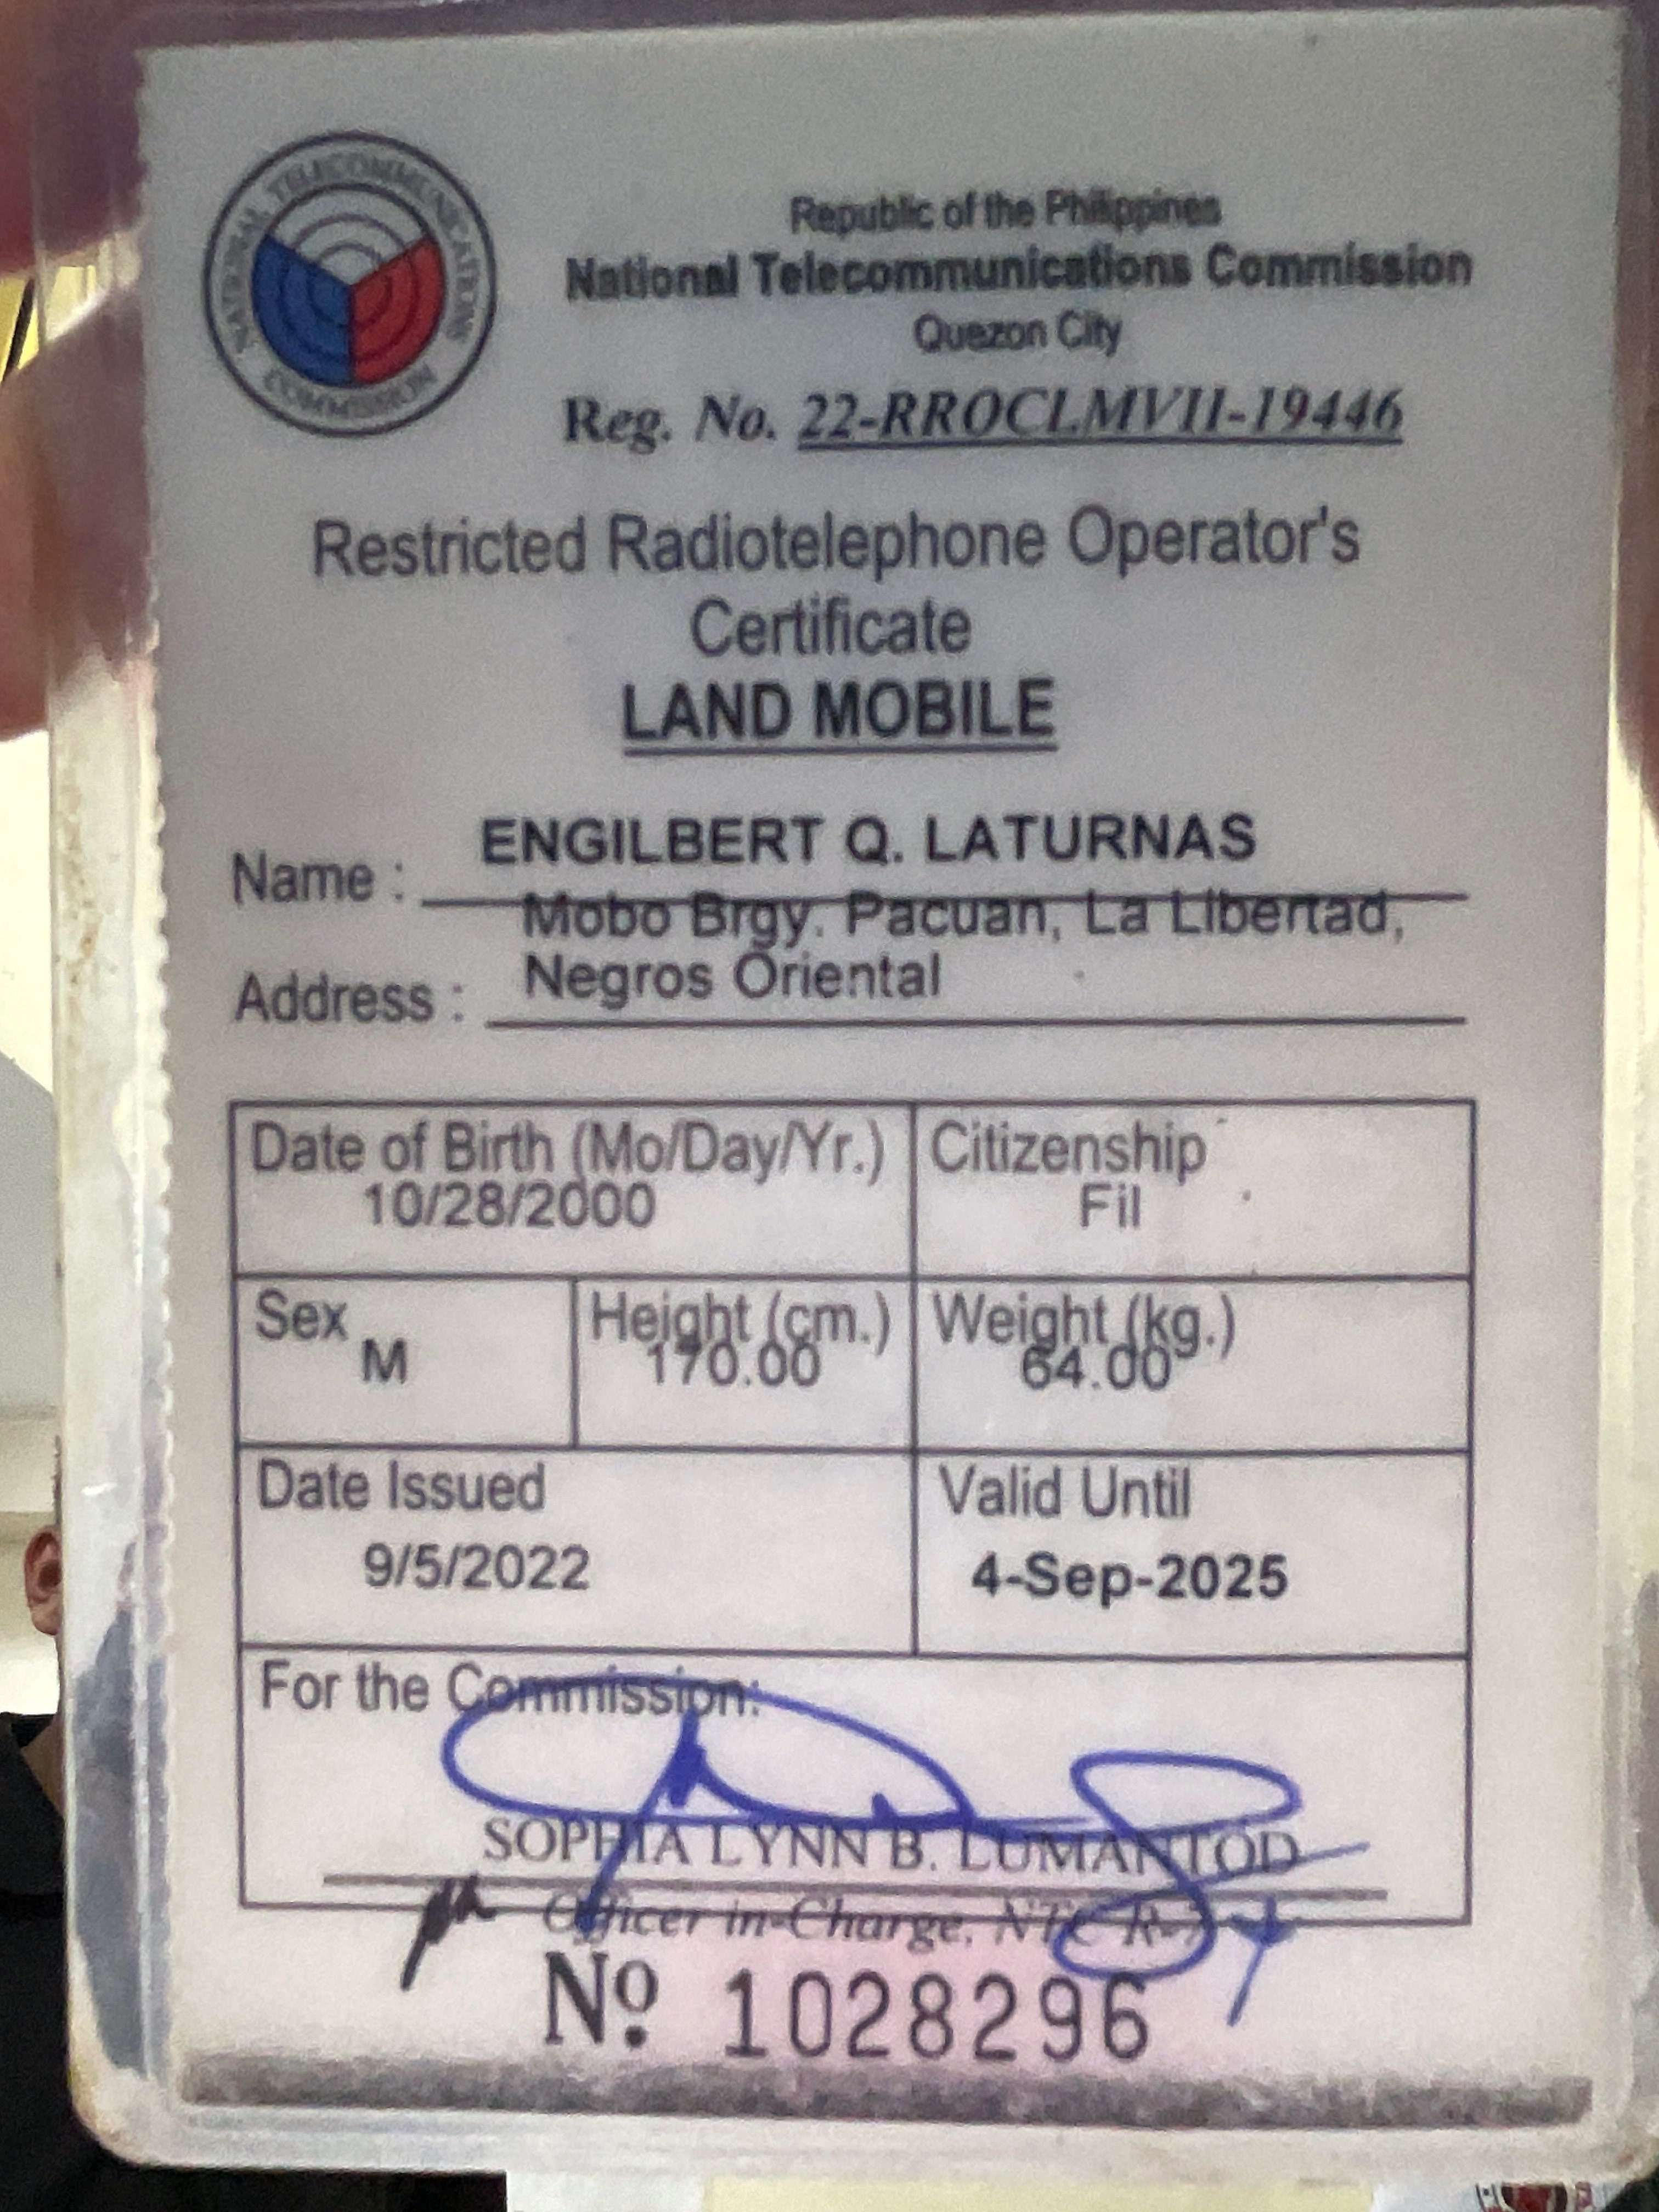 NATIONAL TELECOMMUNICATIONS
COMMISSION
Republic of the Philippines
National Telecommunications Commission
Quezon City
Reg. No. 22-RROCLMVII-19446
Restricted Radiotelephone Operator's
Certificate
LAND MOBILE
Name : ENGILBERT Q. LATURNAS
Mobo Brgy. Pacuan, La Libertad,
Address : Negros Oriental
Date of Birth (Mo/Day/Yr.) Citizenship
10/28/2000 Fil
Sex Height (cm.) Weight (kg.)
M 170.00 64.00
Date Issued Valid Until
9/5/2022 4-Sep-2025
For the Commission:
SOPHIA LYNN B. LUMANTOD
Officer in-Charge, NTC R-7
No. 1028296